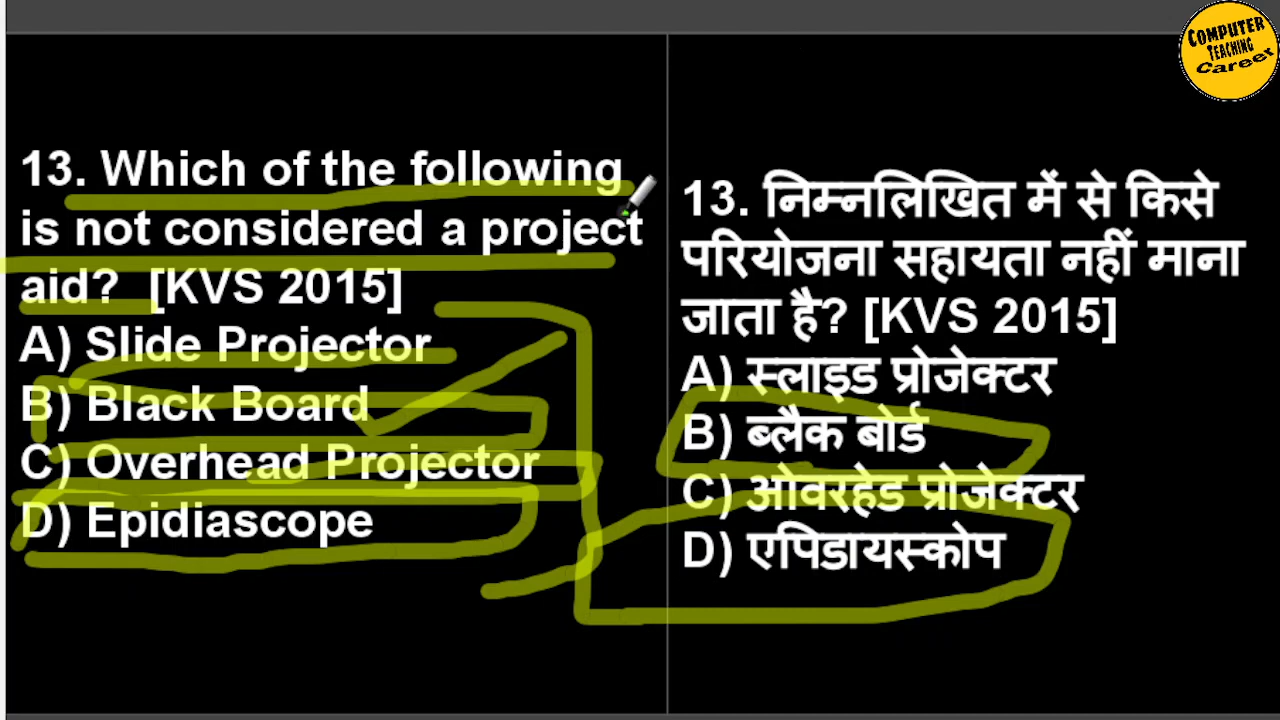 COMPUTER
TEACHING
Career
13. Which of the following
is not considered a project
aid?  [KVS 2015]
A) Slide Projector
B) Black Board
C) Overhead Projector
D) Epidiascope
13. निम्नलिखित में से किसे
परियोजना सहायता नहीं माना
जाता है? [KVS 2015]
A) स्लाइड प्रोजेक्टर
B) ब्लैक बोर्ड
C) ओवरहेड प्रोजेक्टर
D) एपिडायस्कोप